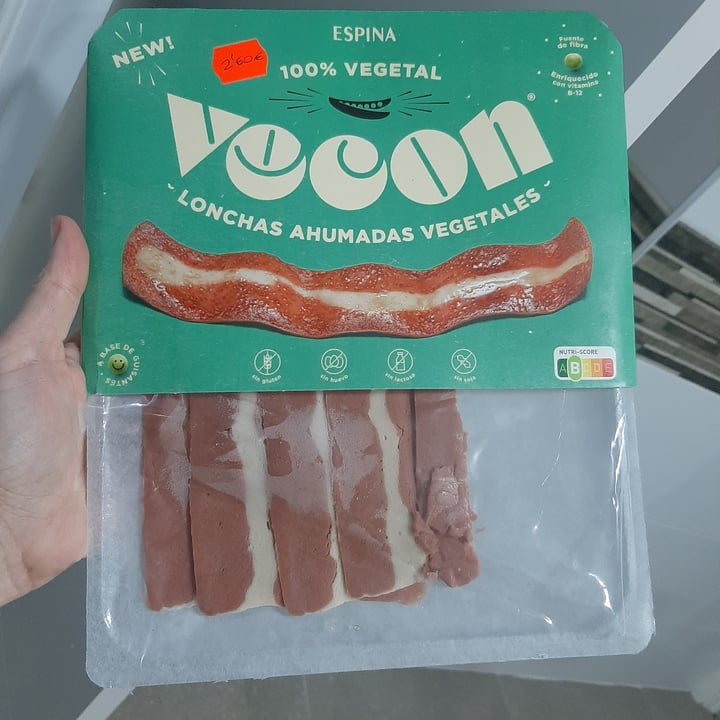 NEW!
2'60€
ESPINA
100% VEGETAL
Fuente
de fibra
Enriquecido
con vitamina
B-12
vecon®
LONCHAS AHUMADAS VEGETALES
A BASE DE GUISANTES
sin gluten
sin huevo
sin lactosa
sin soja
NUTRI-SCORE
A B C D E